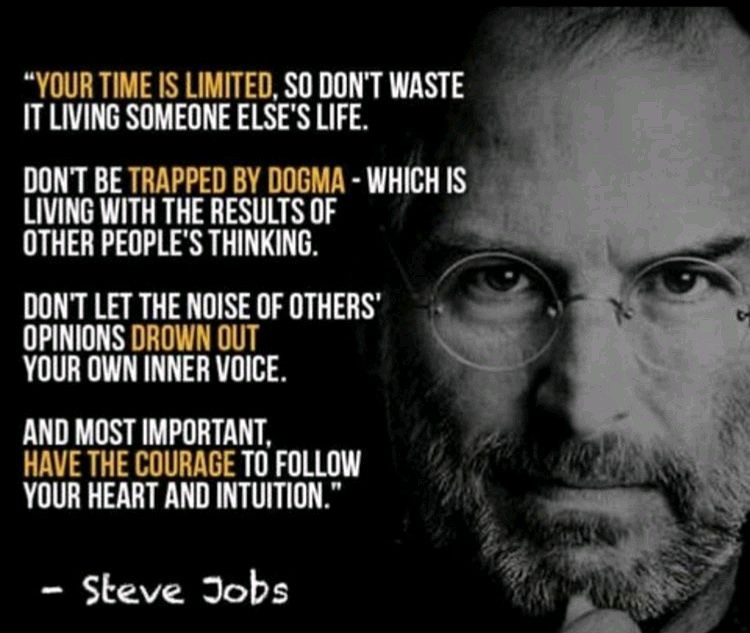 “YOUR TIME IS LIMITED, SO DON'T WASTE
IT LIVING SOMEONE ELSE'S LIFE.
DON'T BE TRAPPED BY DOGMA - WHICH IS
LIVING WITH THE RESULTS OF
OTHER PEOPLE'S THINKING.
DON'T LET THE NOISE OF OTHERS'
OPINIONS DROWN OUT
YOUR OWN INNER VOICE.
AND MOST IMPORTANT,
HAVE THE COURAGE TO FOLLOW
YOUR HEART AND INTUITION.”
- Steve Jobs